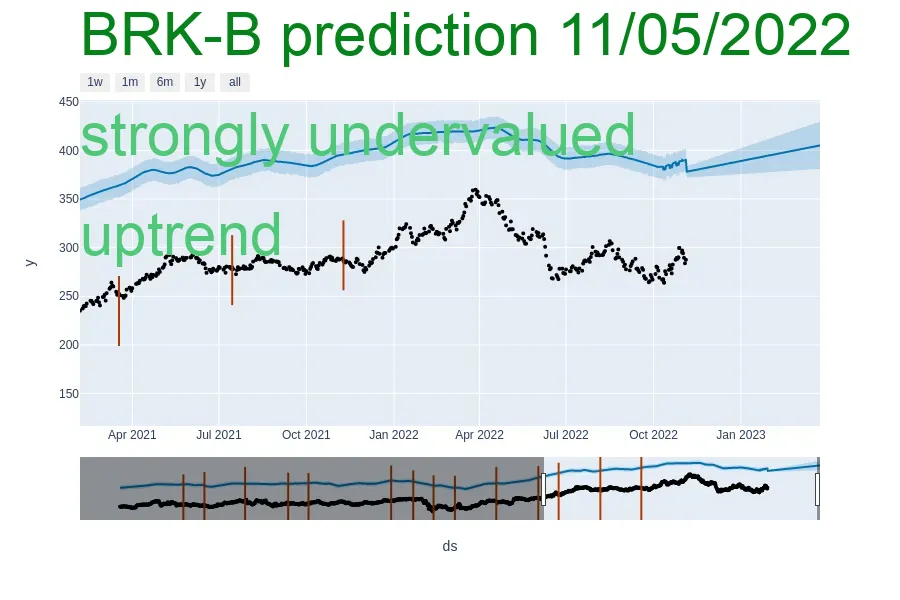 BRK-B prediction 11/05/2022
1w 1m 6m 1y all
strongly undervalued
uptrend
450
400
350
300
250
200
150
y
Apr 2021 Jul 2021 Oct 2021 Jan 2022 Apr 2022 Jul 2022 Oct 2022 Jan 2023
ds